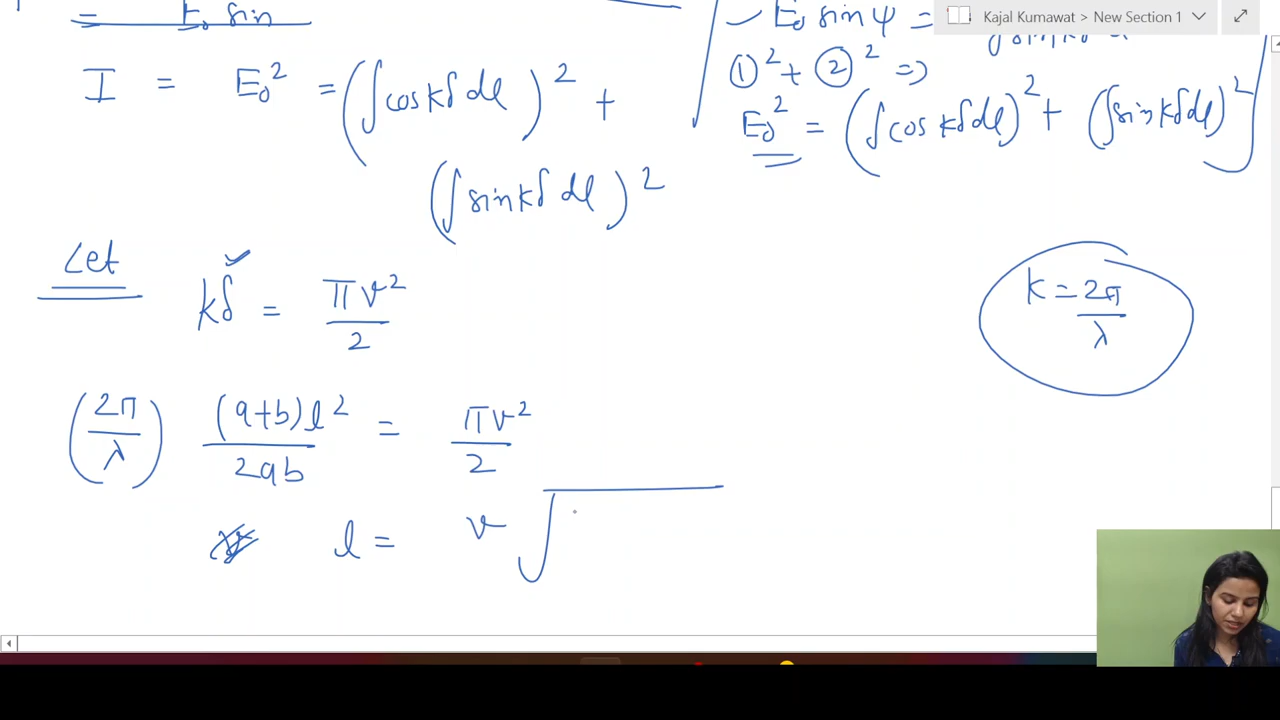 = E₀ sin
I = E₀² = (∫cos kδ dl)² +
(∫sin kδ dl)²
E₀ sin ψ =
①² + ②² ⇒
E₀² = (∫cos kδ dl)² + (∫sin kδ dl)²
Kajal Kumawat > New Section 1
Let kδ = πv²/2
k = 2π/λ
(2π/λ) (a+b)l²/2ab = πv²/2
l = v √